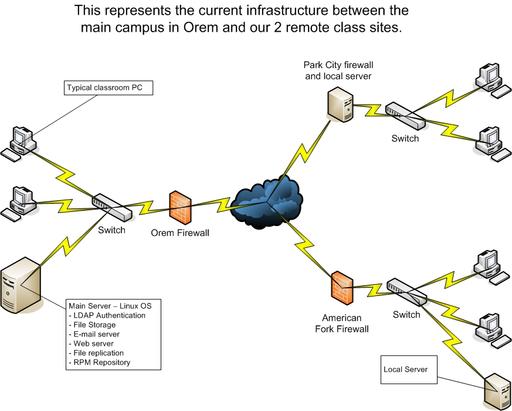 This represents the current infrastructure between the
main campus in Orem and our 2 remote class sites.
Park City firewall
and local server
Typical classroom PC
Switch
Switch
Orem Firewall
Main Server – Linux OS
- LDAP Authentication
- File Storage
- E-mail server
- Web server
- File replication
- RPM Repository
American
Fork Firewall
Switch
Local Server